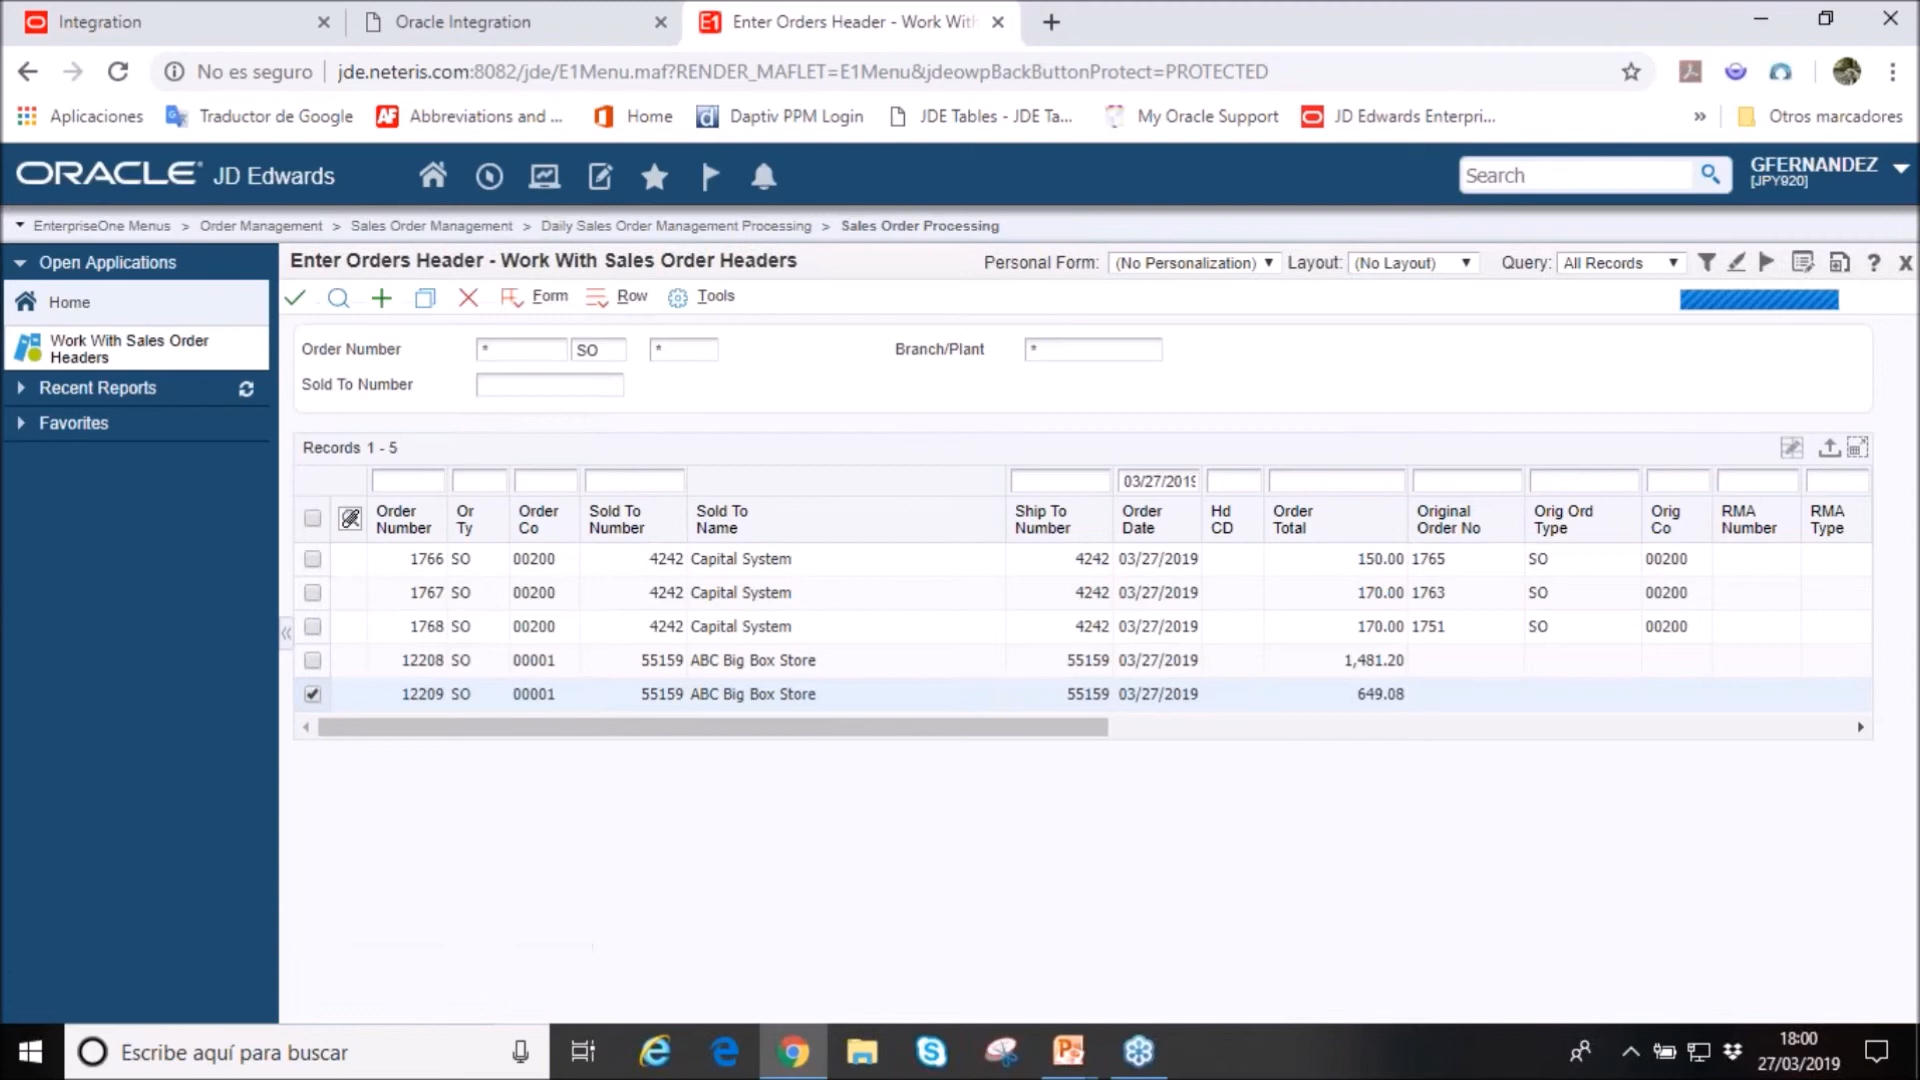 Integration
Oracle Integration
E1 Enter Orders Header - Work With
No es seguro jde.neteris.com:8082/jde/E1Menu.maf?RENDER_MAFLET=E1Menu&jdeowpBackButtonProtect=PROTECTED
Aplicaciones Traductor de Google AF Abbreviations and ... Home d Daptiv PPM Login JDE Tables - JDE Ta... My Oracle Support JD Edwards Enterpri... » Otros marcadores
ORACLE JD Edwards
Search
GFERNANDEZ
[JPY920]
EnterpriseOne Menus > Order Management > Sales Order Management > Daily Sales Order Management Processing > Sales Order Processing
Open Applications
Home
Work With Sales Order
Headers
Recent Reports
Favorites
Enter Orders Header - Work With Sales Order Headers
Personal Form: (No Personalization) Layout: (No Layout) Query: All Records ? X
Form Row Tools
Order Number * SO * Branch/Plant *
Sold To Number
Records 1 - 5
03/27/2019
Order Number Or Ty Order Co Sold To Number Sold To Name Ship To Number Order Date Hd CD Order Total Original Order No Orig Ord Type Orig Co RMA Number RMA Type
1766 SO 00200 4242 Capital System 4242 03/27/2019 150.00 1765 SO 00200
1767 SO 00200 4242 Capital System 4242 03/27/2019 170.00 1763 SO 00200
1768 SO 00200 4242 Capital System 4242 03/27/2019 170.00 1751 SO 00200
12208 SO 00001 55159 ABC Big Box Store 55159 03/27/2019 1,481.20
12209 SO 00001 55159 ABC Big Box Store 55159 03/27/2019 649.08
Escribe aquí para buscar
18:00
27/03/2019